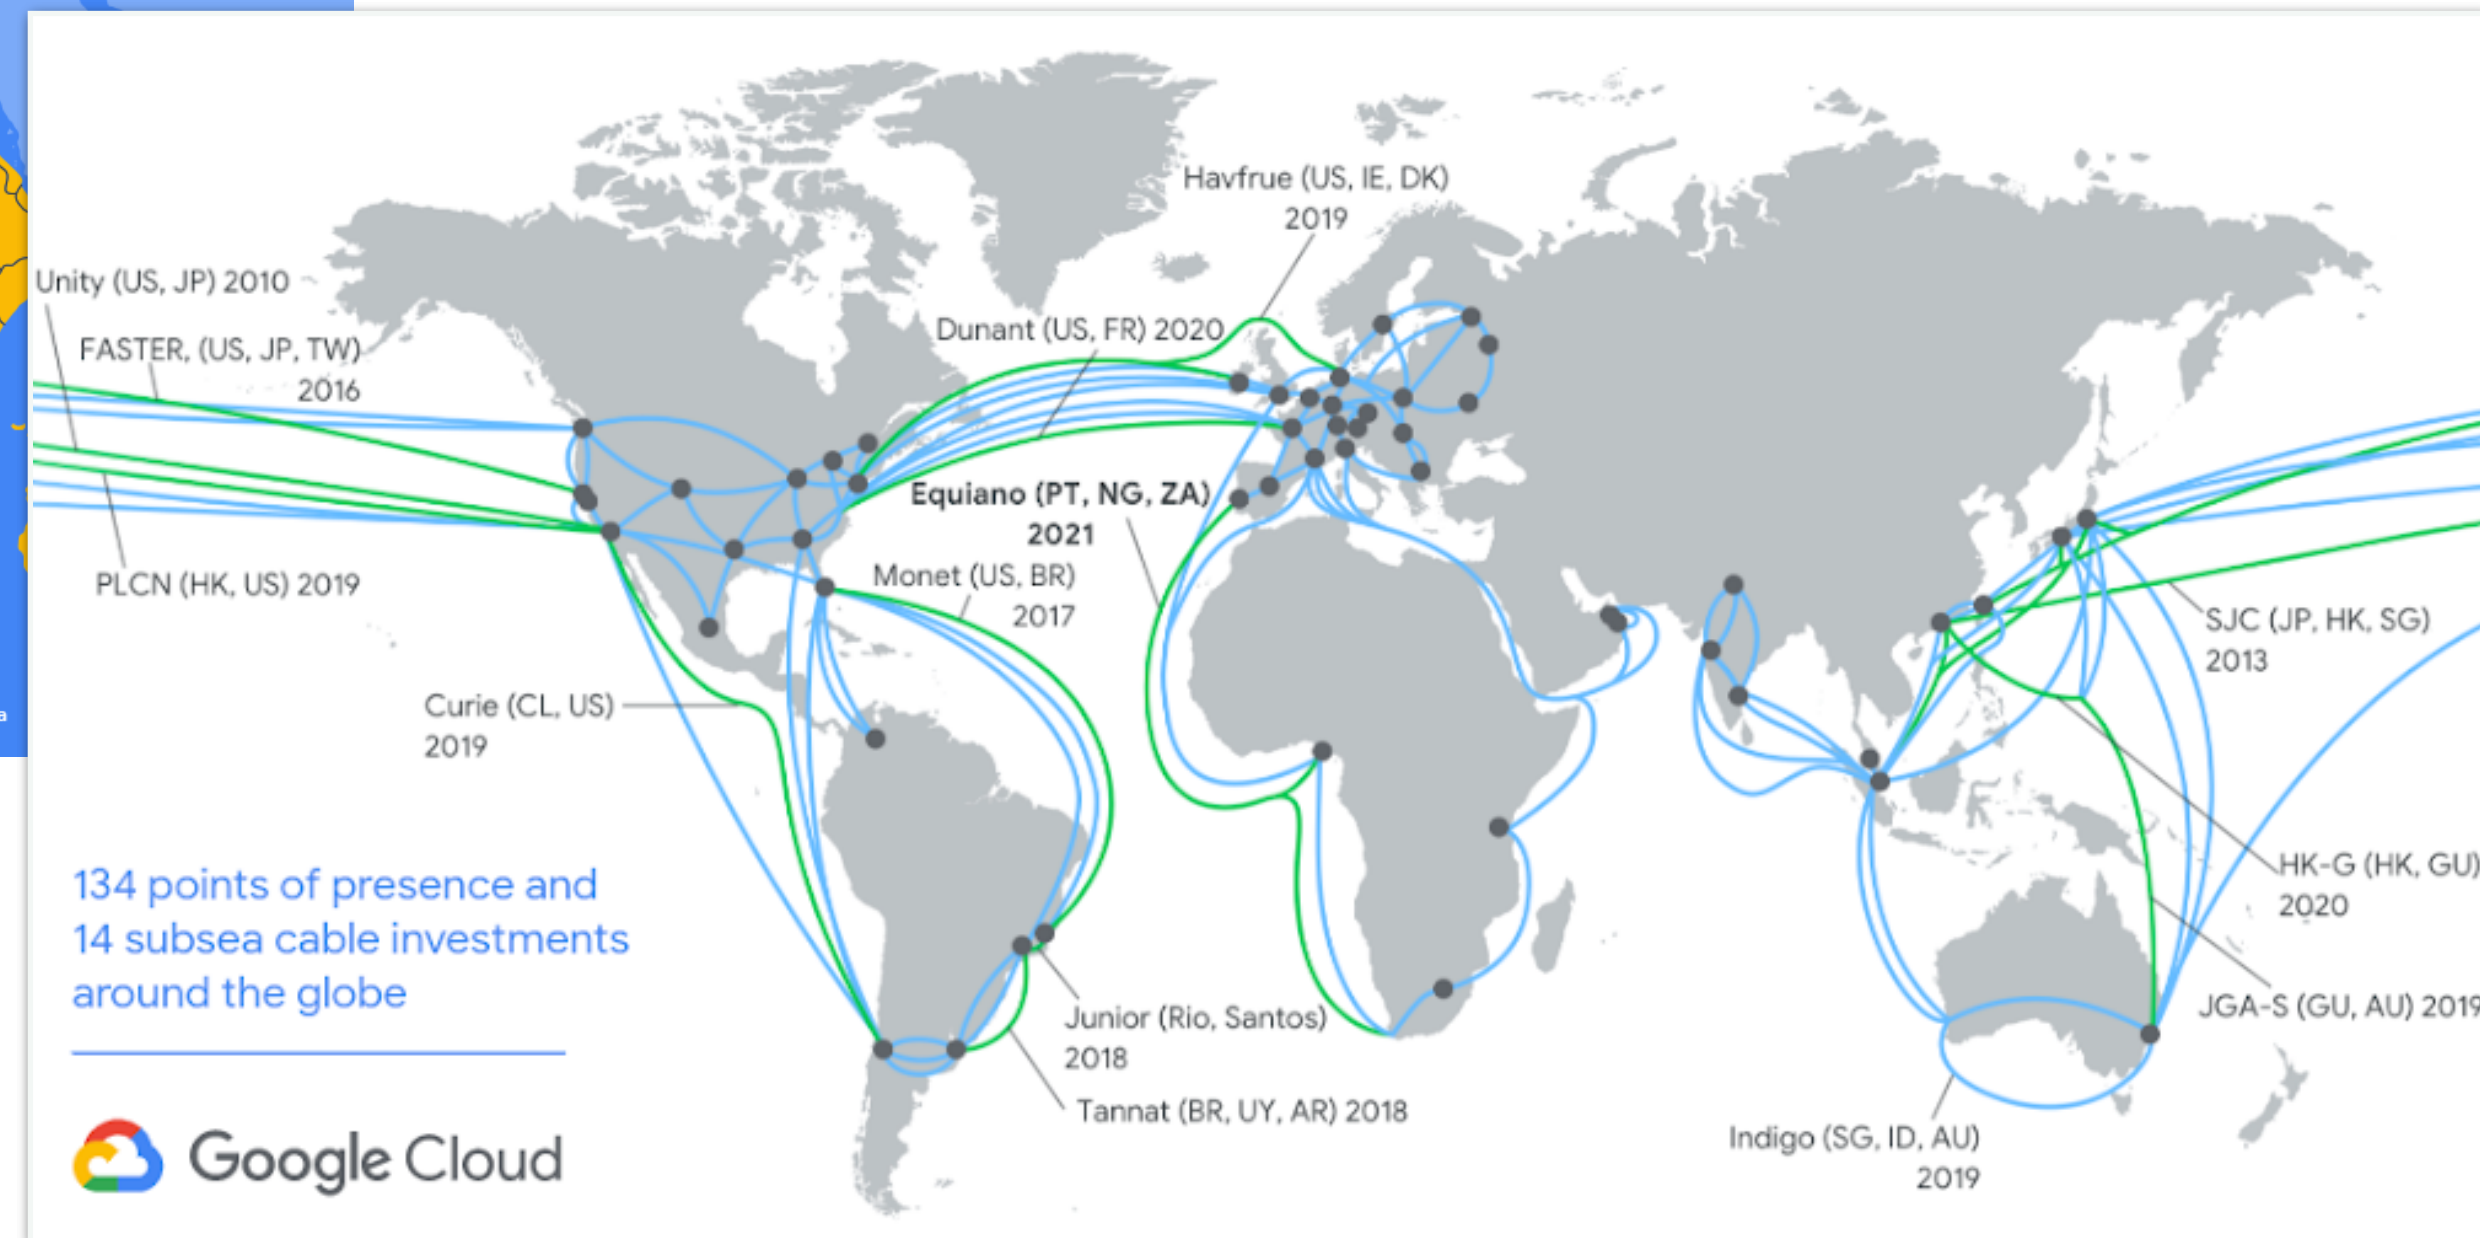 Havfrue (US, IE, DK)
2019
Unity (US, JP) 2010
Dunant (US, FR) 2020
FASTER, (US, JP, TW)
2016
Equiano (PT, NG, ZA)
2021
PLCN (HK, US) 2019
Monet (US, BR)
2017
SJC (JP, HK, SG)
2013
Curie (CL, US)
2019
a
134 points of presence and
14 subsea cable investments
around the globe
HK-G (HK, GU)
2020
JGA-S (GU, AU) 2019
Junior (Rio, Santos)
2018
Tannat (BR, UY, AR) 2018
Indigo (SG, ID, AU)
2019
Google Cloud